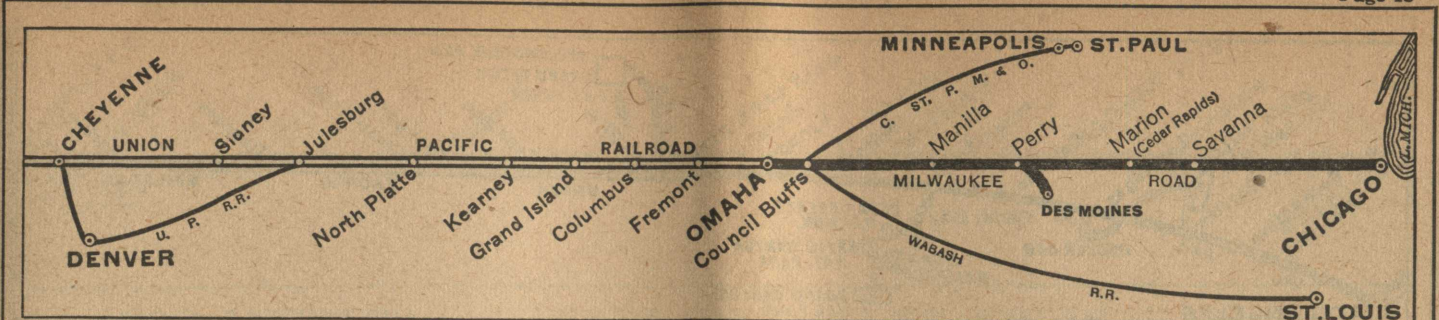 MINNEAPOLIS ST. PAUL
C. ST. P. M. & O.
CHEYENNE
UNION
Sidney
Julesburg
PACIFIC
RAILROAD
Manilla
Perry
Marion
(Cedar Rapids)
Savanna
L. MICH.
North Platte
Kearney
Grand Island
Columbus
Fremont
OMAHA
Council Bluffs
MILWAUKEE
ROAD
DES MOINES
CHICAGO
U. P. R.R.
DENVER
WABASH
R.R.
ST. LOUIS